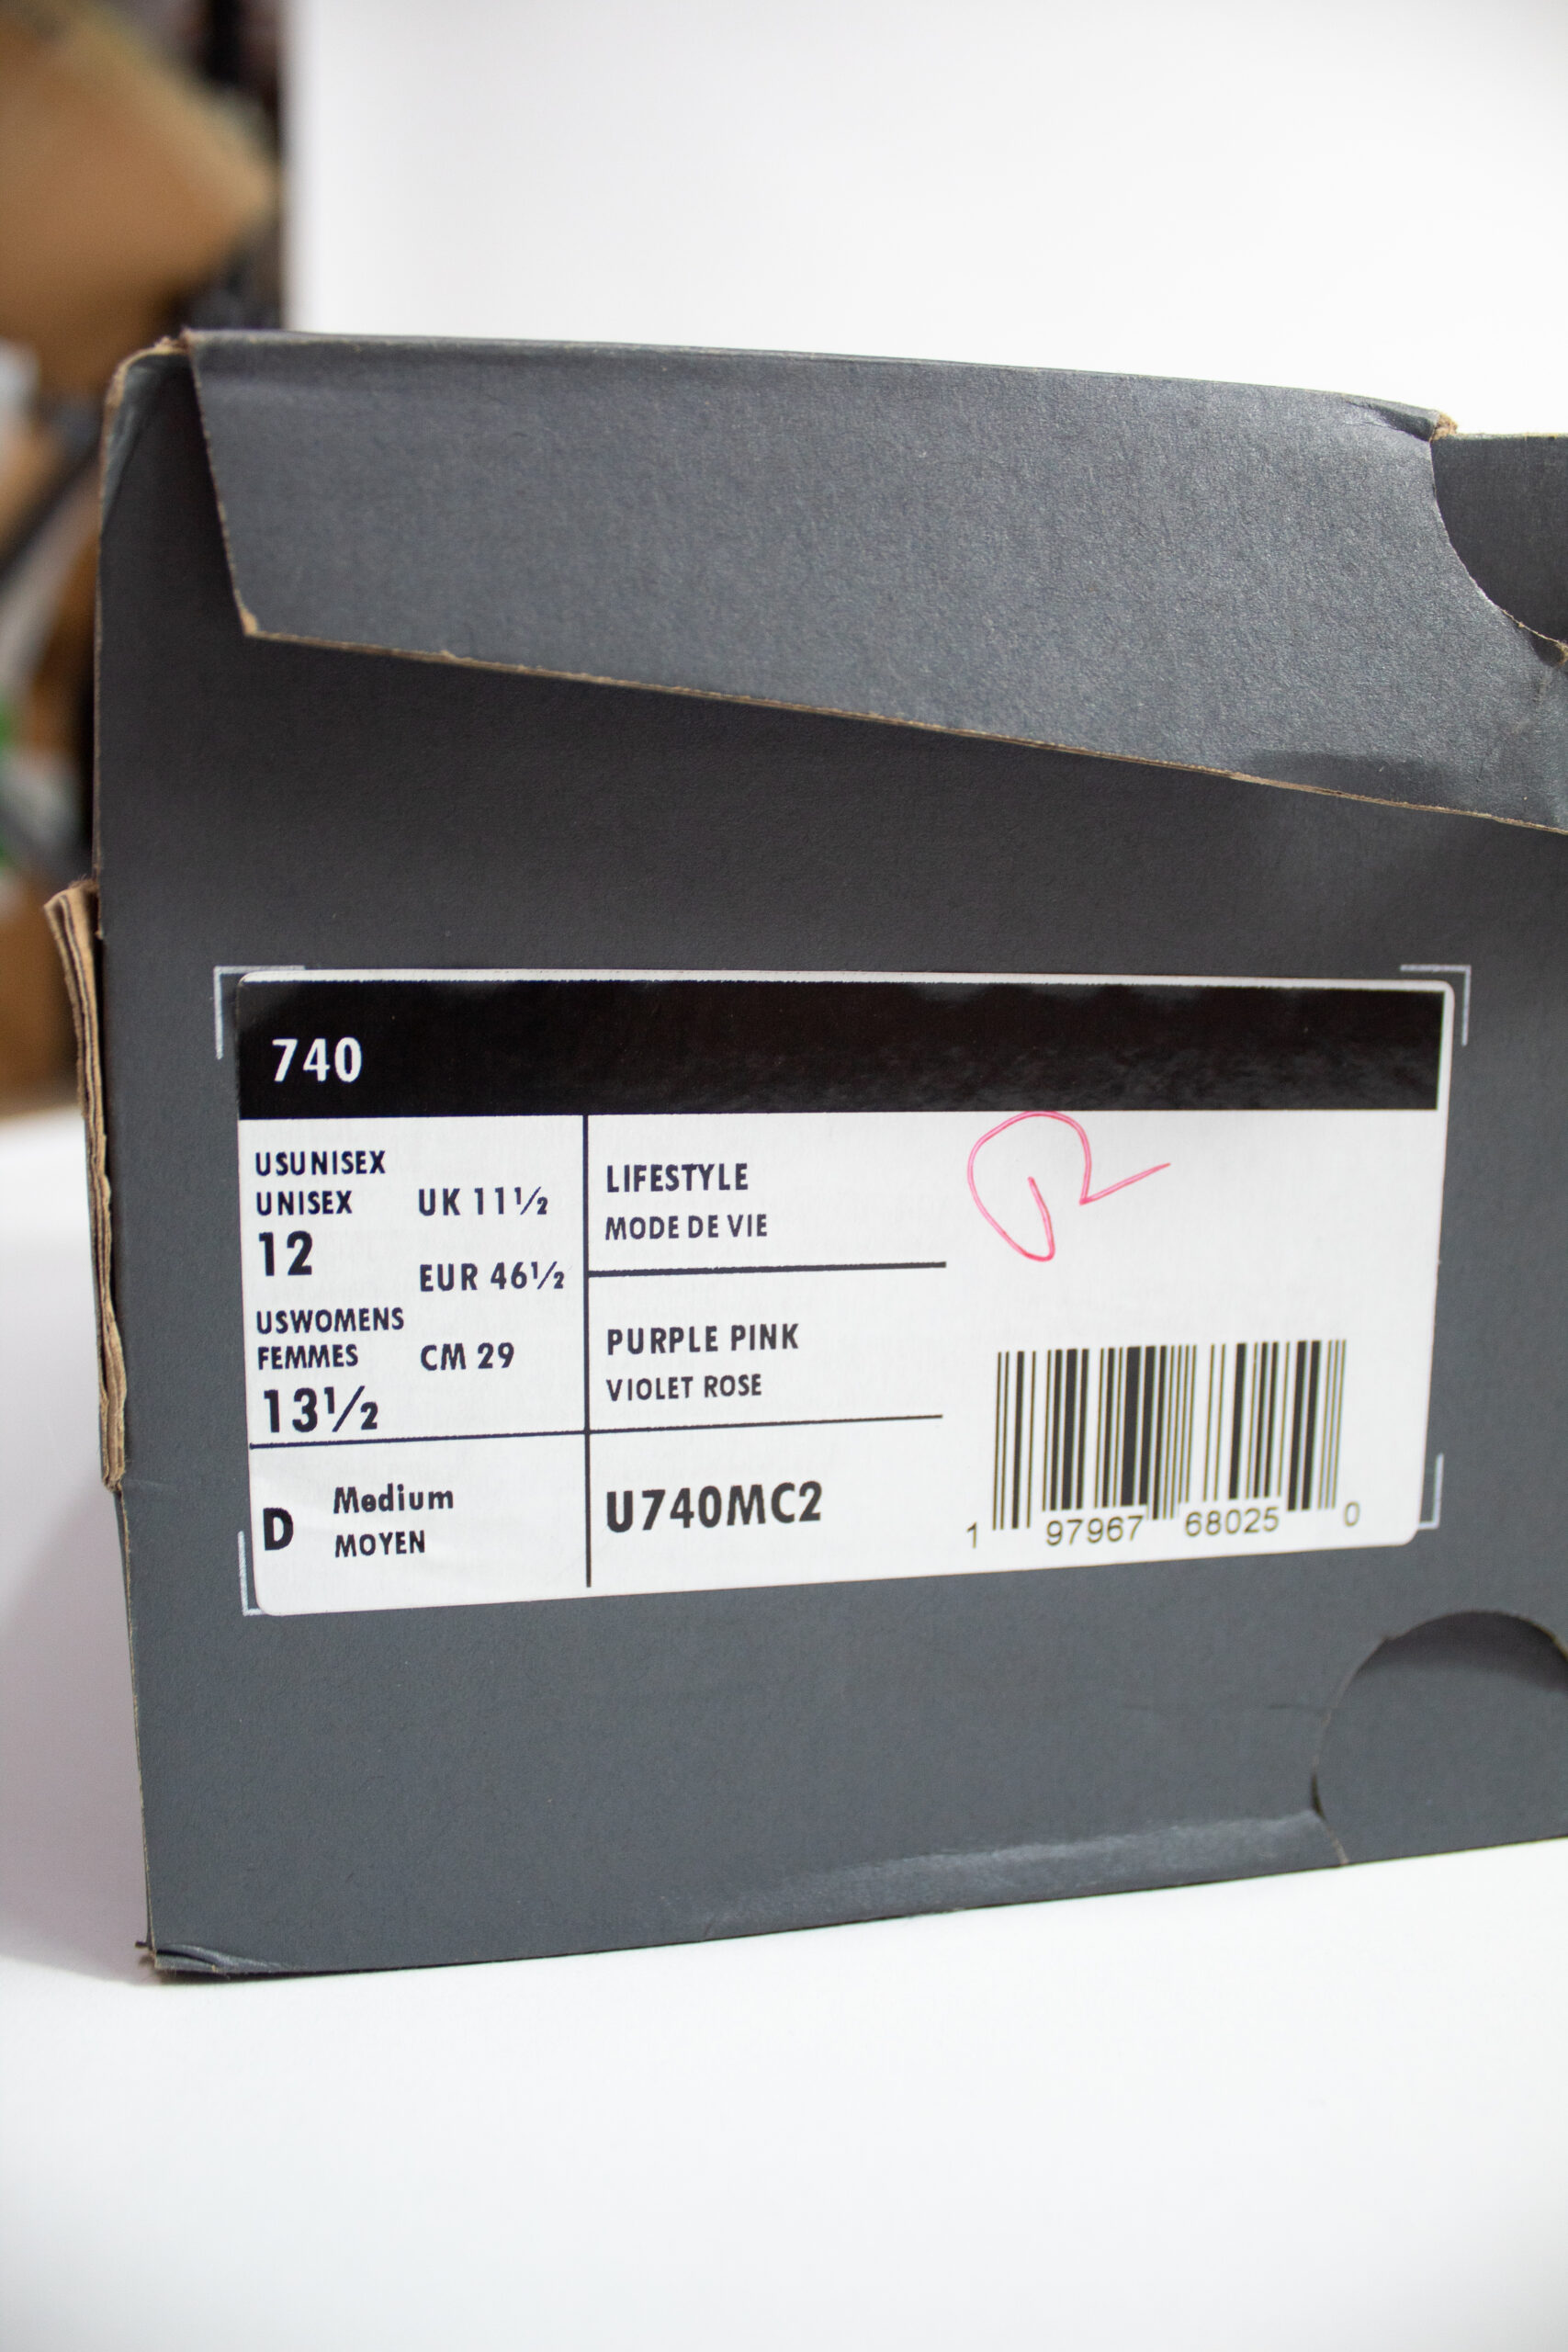 740
USUNISEX
UNISEX
12
UK 11½
EUR 46½
USWOMENS
FEMMES
13½
CM 29
D
Medium
MOYEN
LIFESTYLE
MODE DE VIE
PURPLE PINK
VIOLET ROSE
U740MC2
1 97967 68025 0